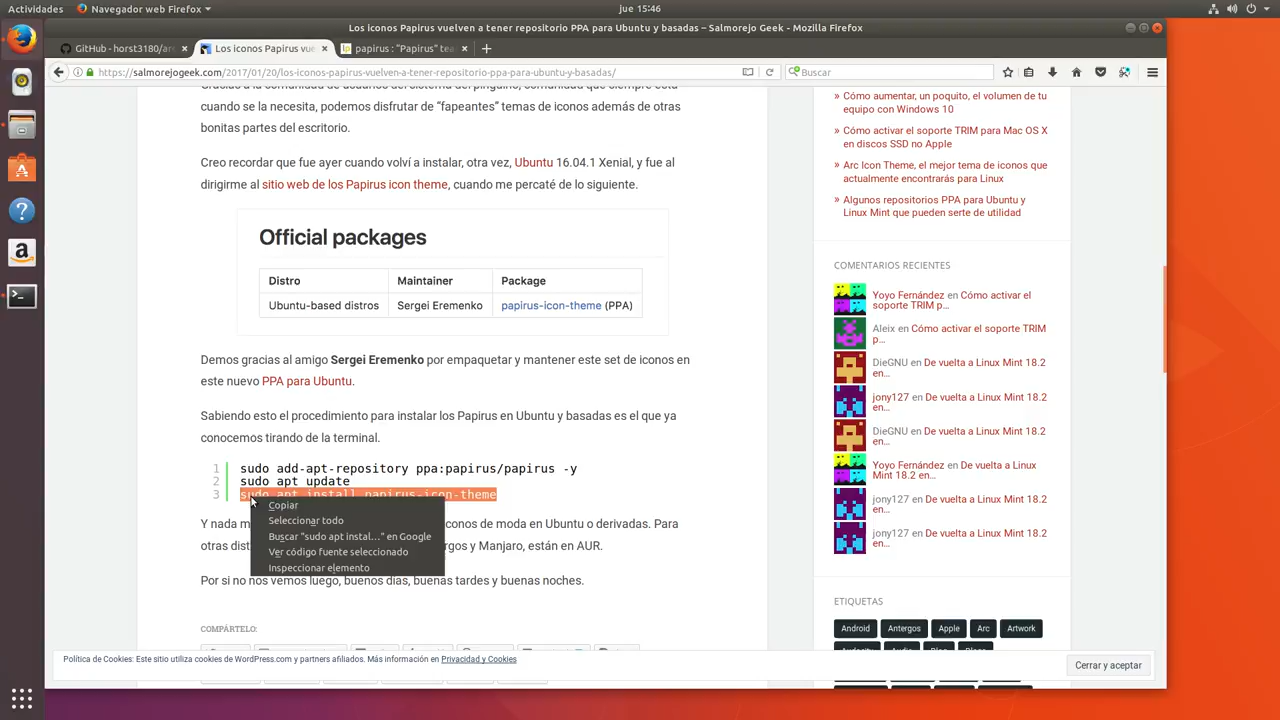 Actividades
Navegador web Firefox
jue 15:46
Los iconos Papirus vuelven a tener repositorio PPA para Ubuntu y basadas – Salmorejo Geek - Mozilla Firefox
GitHub - horst3180/arc
Los iconos Papirus vue
papirus : "Papirus" tea
https://salmorejogeek.com/2017/01/20/los-iconos-papirus-vuelven-a-tener-repositorio-ppa-para-ubuntu-y-basadas/
Buscar
cuando se la necesita, podemos disfrutar de “fapeantes” temas de iconos además de otras
bonitas partes del escritorio.
Creo recordar que fue ayer cuando volví a instalar, otra vez, Ubuntu 16.04.1 Xenial, y fue al
dirigirme al sitio web de los Papirus icon theme, cuando me percaté de lo siguiente.
Official packages
Distro Maintainer Package
Ubuntu-based distros Sergei Eremenko papirus-icon-theme (PPA)
Demos gracias al amigo Sergei Eremenko por empaquetar y mantener este set de iconos en
este nuevo PPA para Ubuntu.
Sabiendo esto el procedimiento para instalar los Papirus en Ubuntu y basadas es el que ya
conocemos tirando de la terminal.
1 sudo add-apt-repository ppa:papirus/papirus -y
2 sudo apt update
3 sudo apt install papirus-icon-theme
Copiar
Seleccionar todo
Buscar “sudo apt instal…” en Google
Ver código fuente seleccionado
Inspeccionar elemento
Y nada m
conos de moda en Ubuntu o derivadas. Para
otras dist
rgos y Manjaro, están en AUR.
Por si no nos vemos luego, buenos días, buenas tardes y buenas noches.
COMPÁRTELO:
» Cómo aumentar, un poquito, el volumen de tu
equipo con Windows 10
» Cómo activar el soporte TRIM para Mac OS X
en discos SSD no Apple
» Arc Icon Theme, el mejor tema de iconos que
actualmente encontrarás para Linux
» Algunos repositorios PPA para Ubuntu y
Linux Mint que pueden serte de utilidad
COMENTARIOS RECIENTES
Yoyo Fernández en Cómo activar el
soporte TRIM p…
Aleix en Cómo activar el soporte TRIM
p…
DieGNU en De vuelta a Linux Mint 18.2
en…
jony127 en De vuelta a Linux Mint 18.2
en…
DieGNU en De vuelta a Linux Mint 18.2
en…
Yoyo Fernández en De vuelta a Linux
Mint 18.2 en…
jony127 en De vuelta a Linux Mint 18.2
en…
jony127 en De vuelta a Linux Mint 18.2
en…
ETIQUETAS
Android Antergos Apple Arc Artwork
Política de Cookies: Este sitio utiliza cookies de WordPress.com y partners afiliados. Más información en Privacidad y Cookies
Cerrar y aceptar